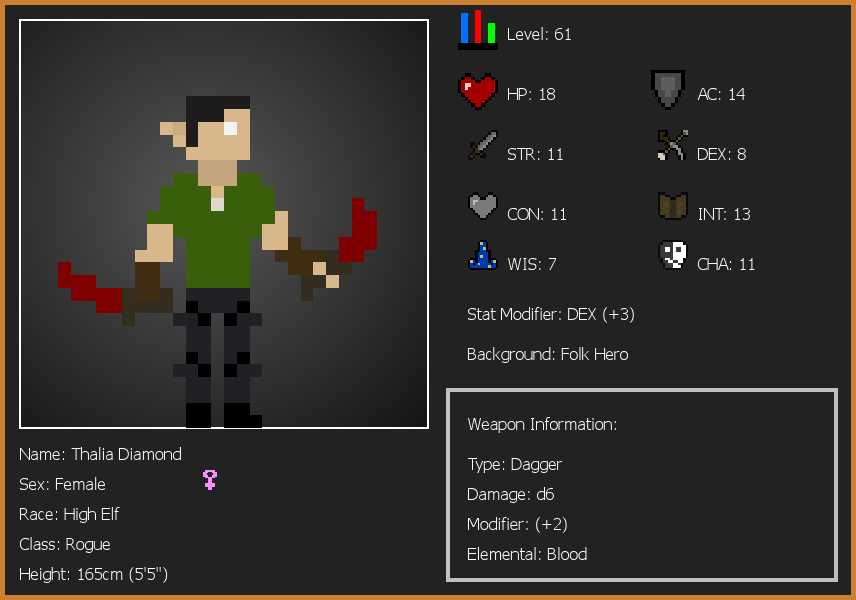 Level: 61
HP: 18
AC: 14
STR: 11
DEX: 8
CON: 11
INT: 13
WIS: 7
CHA: 11
Stat Modifier: DEX (+3)
Background: Folk Hero
Weapon Information:
Type: Dagger
Damage: d6
Modifier: (+2)
Elemental: Blood
Name: Thalia Diamond
Sex: Female
Race: High Elf
Class: Rogue
Height: 165cm (5'5")